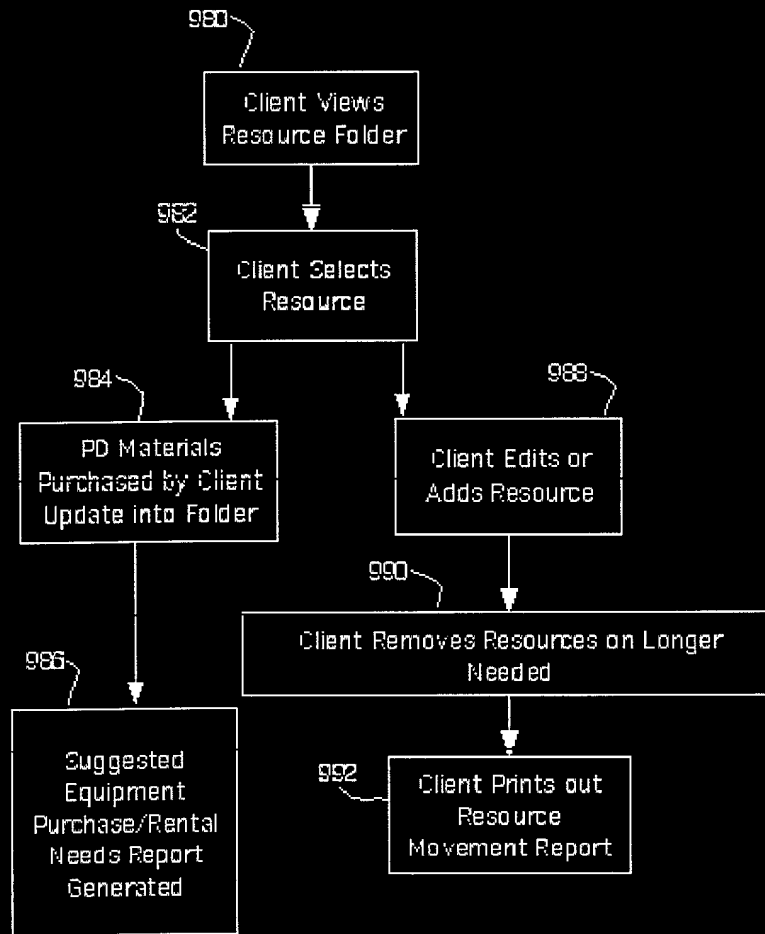 980
Client Views
Resource Folder
982
Client Selects
Resource
984
PD Materials
Purchased by Client
Update into Folder
988
Client Edits or
Adds Resource
990
Client Removes Resources on Longer
Needed
986
Suggested
Equipment
Purchase/Rental
Needs Report
Generated
992
Client Prints out
Resource
Movement Report